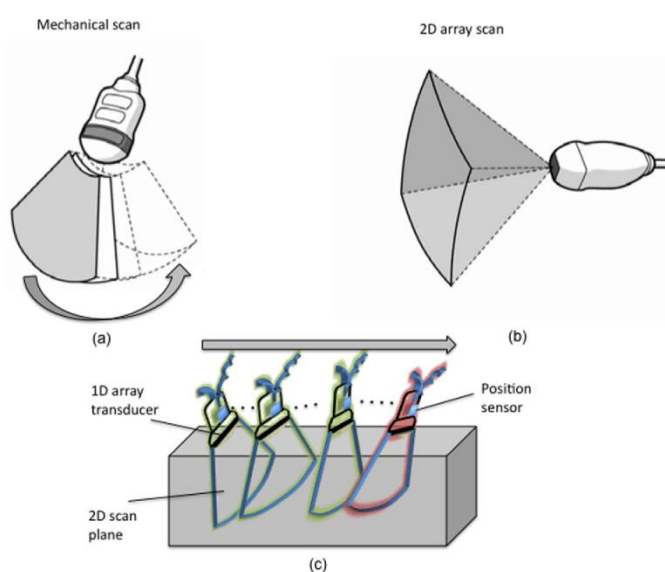 Mechanical scan
2D array scan
(a)
(b)
1D array
transducer
Position
sensor
2D scan
plane
(c)